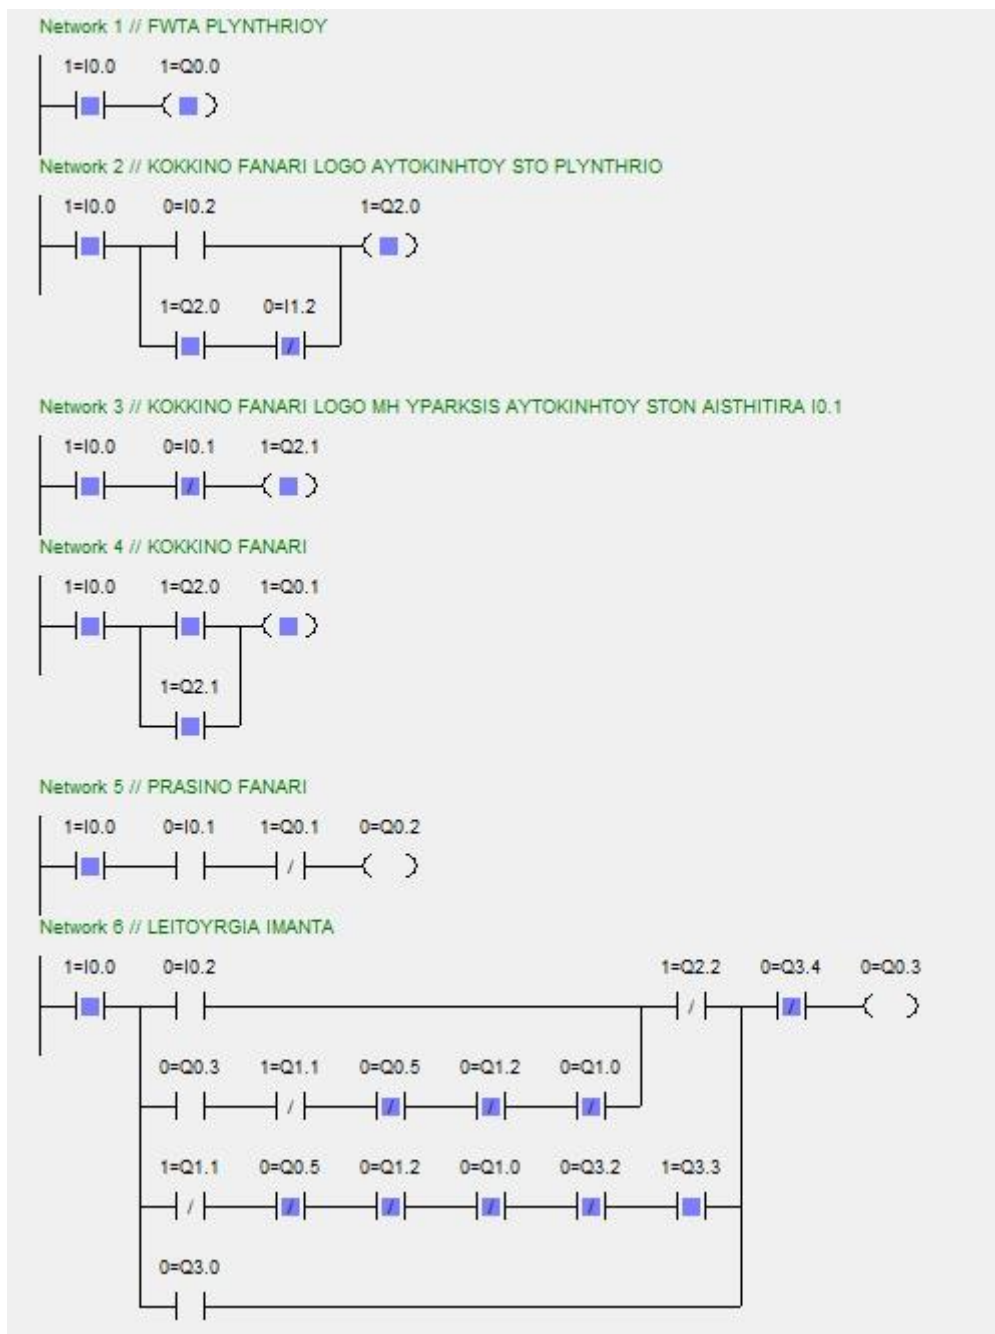 Network 1 // FWTA PLYNTHRIOY
1=I0.0 1=Q0.0
Network 2 // KOKKINO FANARI LOGO AYTOKINHTOY STO PLYNTHRIO
1=I0.0 0=I0.2 1=Q2.0
1=Q2.0 0=I1.2
Network 3 // KOKKINO FANARI LOGO MH YPARKSIS AYTOKINHTOY STON AISTHITIRA I0.1
1=I0.0 0=I0.1 1=Q2.1
Network 4 // KOKKINO FANARI
1=I0.0 1=Q2.0 1=Q0.1
1=Q2.1
Network 5 // PRASINO FANARI
1=I0.0 0=I0.1 1=Q0.1 0=Q0.2
Network 6 // LEITOYRGIA IMANTA
1=I0.0 0=I0.2 1=Q2.2 0=Q3.4 0=Q0.3
0=Q0.3 1=Q1.1 0=Q0.5 0=Q1.2 0=Q1.0
1=Q1.1 0=Q0.5 0=Q1.2 0=Q1.0 0=Q3.2 1=Q3.3
0=Q3.0